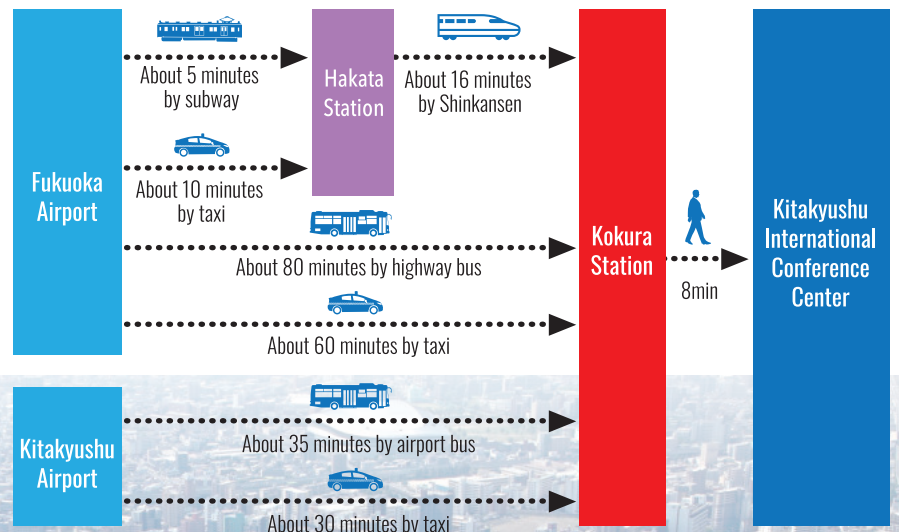 About 5 minutes
by subway
Hakata
Station
About 16 minutes
by Shinkansen
About 10 minutes
by taxi
Fukuoka
Airport
About 80 minutes by highway bus
About 60 minutes by taxi
Kokura
Station
8min
Kitakyushu
International
Conference
Center
Kitakyushu
Airport
About 35 minutes by airport bus
About 30 minutes by taxi